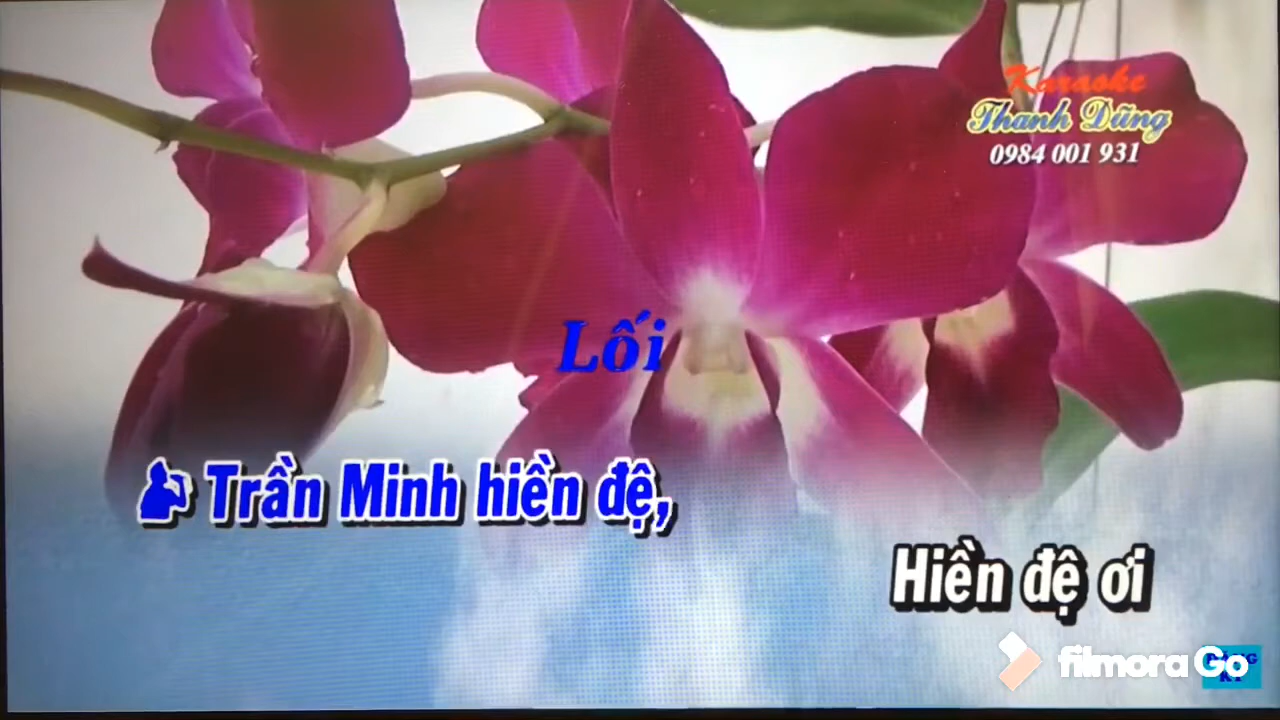 Karaoke
Thanh Dũng
0984 001 931
Lối
Trần Minh hiền đệ,
Hiền đệ ơi
filmora Go